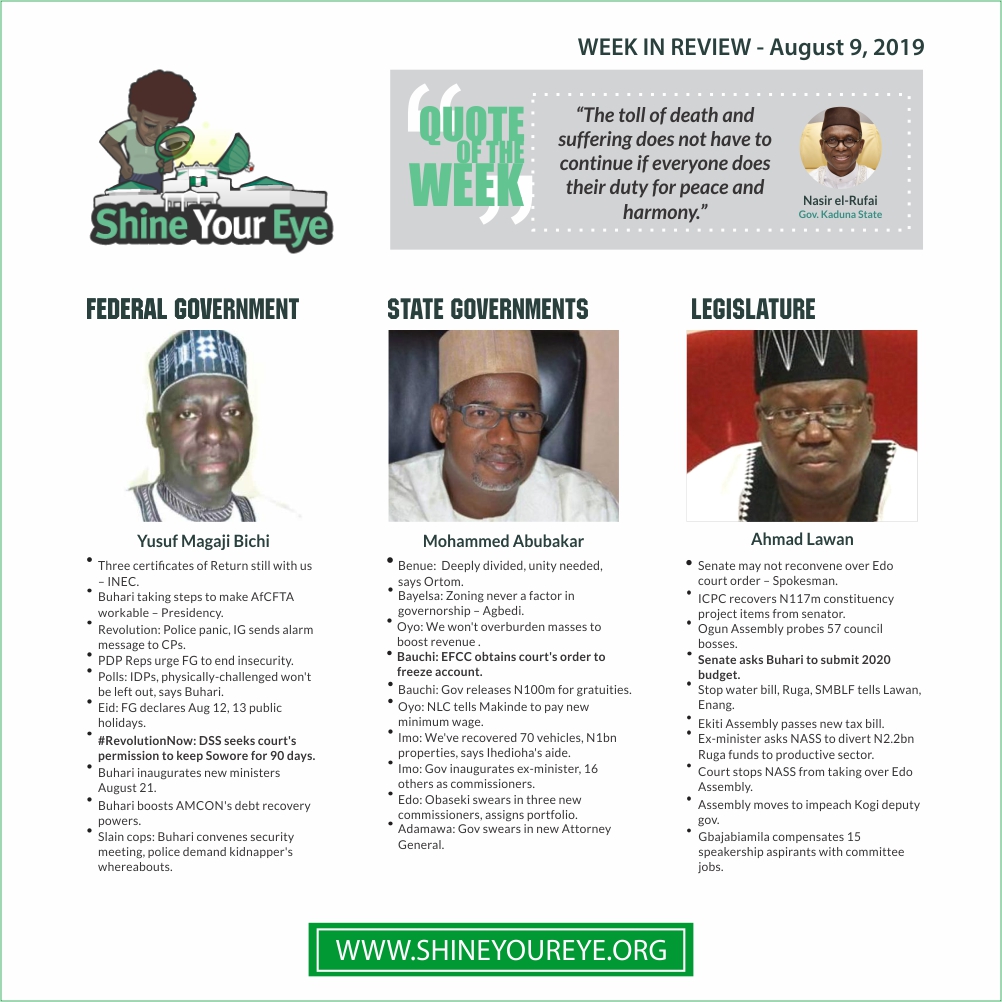 WEEK IN REVIEW - August 9, 2019
Shine Your Eye
QUOTE
OF THE
WEEK
“The toll of death and
suffering does not have to
continue if everyone does
their duty for peace and
harmony.”
Nasir el-Rufai
Gov. Kaduna State
FEDERAL GOVERNMENT
Yusuf Magaji Bichi
• Three certificates of Return still with us
– INEC.
• Buhari taking steps to make AfCFTA
workable – Presidency.
• Revolution: Police panic, IG sends alarm
message to CPs.
• PDP Reps urge FG to end insecurity.
• Polls: IDPs, physically-challenged won't
be left out, says Buhari.
• Eid: FG declares Aug 12, 13 public
holidays.
• #RevolutionNow: DSS seeks court's
permission to keep Sowore for 90 days.
• Buhari inaugurates new ministers
August 21.
• Buhari boosts AMCON's debt recovery
powers.
• Slain cops: Buhari convenes security
meeting, police demand kidnapper's
whereabouts.
STATE GOVERNMENTS
Mohammed Abubakar
• Benue: Deeply divided, unity needed,
says Ortom.
• Bayelsa: Zoning never a factor in
governorship – Agbedi.
• Oyo: We won't overburden masses to
boost revenue .
• Bauchi: EFCC obtains court's order to
freeze account.
• Bauchi: Gov releases N100m for gratuities.
• Oyo: NLC tells Makinde to pay new
minimum wage.
• Imo: We've recovered 70 vehicles, N1bn
properties, says Ihedioha's aide.
• Imo: Gov inaugurates ex-minister, 16
others as commissioners.
• Edo: Obaseki swears in three new
commissioners, assigns portfolio.
• Adamawa: Gov swears in new Attorney
General.
LEGISLATURE
Ahmad Lawan
• Senate may not reconvene over Edo
court order – Spokesman.
• ICPC recovers N117m constituency
project items from senator.
• Ogun Assembly probes 57 council
bosses.
• Senate asks Buhari to submit 2020
budget.
• Stop water bill, Ruga, SMBLF tells Lawan,
Enang.
• Ekiti Assembly passes new tax bill.
• Ex-minister asks NASS to divert N2.2bn
Ruga funds to productive sector.
• Court stops NASS from taking over Edo
Assembly.
• Assembly moves to impeach Kogi deputy
gov.
• Gbajabiamila compensates 15
speakership aspirants with committee
jobs.
WWW.SHINEYOUREYE.ORG